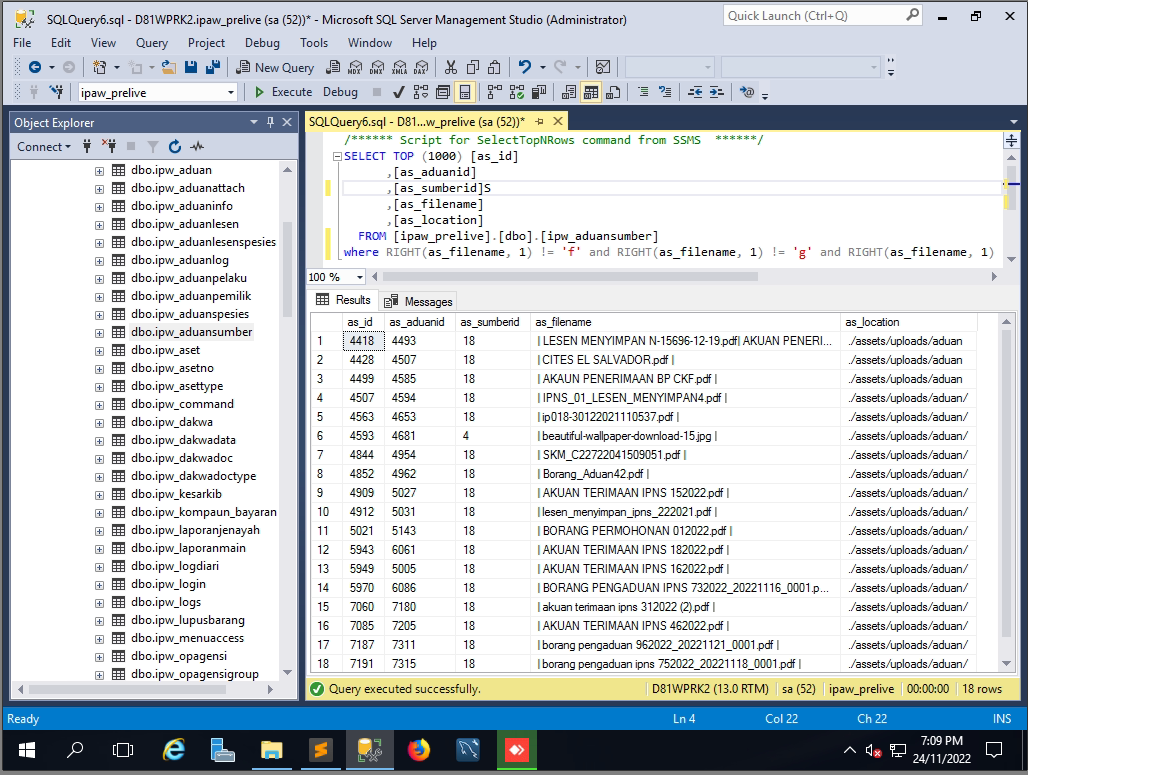 SQLQuery6.sql - D81WPRK2.ipaw_prelive (sa (52))* - Microsoft SQL Server Management Studio (Administrator)
Quick Launch (Ctrl+Q)
File Edit View Query Project Debug Tools Window Help
New Query MDX DMX XMLA DAX
ipaw_prelive Execute Debug
Object Explorer
Connect
dbo.ipw_aduan
dbo.ipw_aduanattach
dbo.ipw_aduaninfo
dbo.ipw_aduanlesen
dbo.ipw_aduanlesenspesies
dbo.ipw_aduanlog
dbo.ipw_aduanpelaku
dbo.ipw_aduanpemilik
dbo.ipw_aduanspesies
dbo.ipw_aduansumber
dbo.ipw_aset
dbo.ipw_asetno
dbo.ipw_asettype
dbo.ipw_command
dbo.ipw_dakwa
dbo.ipw_dakwadata
dbo.ipw_dakwadoc
dbo.ipw_dakwadoctype
dbo.ipw_kesarkib
dbo.ipw_kompaun_bayaran
dbo.ipw_laporanjenayah
dbo.ipw_laporanmain
dbo.ipw_logdiari
dbo.ipw_login
dbo.ipw_logs
dbo.ipw_lupusbarang
dbo.ipw_menuaccess
dbo.ipw_opagensi
dbo.ipw_opagensigroup
SQLQuery6.sql - D81...w_prelive (sa (52))*
/****** Script for SelectTopNRows command from SSMS ******/
SELECT TOP (1000) [as_id]
,[as_aduanid]
,[as_sumberid]S
,[as_filename]
,[as_location]
FROM [ipaw_prelive].[dbo].[ipw_aduansumber]
where RIGHT(as_filename, 1) != 'f' and RIGHT(as_filename, 1) != 'g' and RIGHT(as_filename, 1)
100 %
Results Messages
as_id as_aduanid as_sumberid as_filename as_location
1 4418 4493 18 | LESEN MENYIMPAN N-15696-12-19.pdf| AKUAN PENERI... ./assets/uploads/aduan
2 4428 4507 18 | CITES EL SALVADOR.pdf | ./assets/uploads/aduan
3 4499 4585 18 | AKAUN PENERIMAAN BP CKF.pdf | ./assets/uploads/aduan
4 4507 4594 18 | IPNS_01_LESEN_MENYIMPAN4.pdf | ./assets/uploads/aduan/
5 4563 4653 18 | ip018-30122021110537.pdf | ./assets/uploads/aduan/
6 4593 4681 4 | beautiful-wallpaper-download-15.jpg | ./assets/uploads/aduan/
7 4844 4954 18 | SKM_C22722041509051.pdf | ./assets/uploads/aduan/
8 4852 4962 18 | Borang_Aduan42.pdf | ./assets/uploads/aduan/
9 4909 5027 18 | AKUAN TERIMAAN IPNS 152022.pdf | ./assets/uploads/aduan/
10 4912 5031 18 | lesen_menyimpan_ipns_222021.pdf | ./assets/uploads/aduan/
11 5021 5143 18 | BORANG PERMOHONAN 012022.pdf | ./assets/uploads/aduan/
12 5943 6061 18 | AKUAN TERIMAAN IPNS 182022.pdf | ./assets/uploads/aduan/
13 5949 5005 18 | AKUAN TERIMAAN IPNS 162022.pdf | ./assets/uploads/aduan/
14 5970 6086 18 | BORANG PENGADUAN IPNS 732022_20221116_0001.p... ./assets/uploads/aduan/
15 7060 7180 18 | akuan terimaan ipns 312022 (2).pdf | ./assets/uploads/aduan/
16 7085 7205 18 | AKUAN TERIMAAN IPNS 462022.pdf | ./assets/uploads/aduan/
17 7187 7311 18 | borang pengaduan 962022_20221121_0001.pdf | ./assets/uploads/aduan/
18 7191 7315 18 | borang pengaduan ipns 752022_20221118_0001.pdf | ./assets/uploads/aduan/
Query executed successfully. D81WPRK2 (13.0 RTM) sa (52) ipaw_prelive 00:00:00 18 rows
Ready Ln 4 Col 22 Ch 22 INS
7:09 PM
24/11/2022